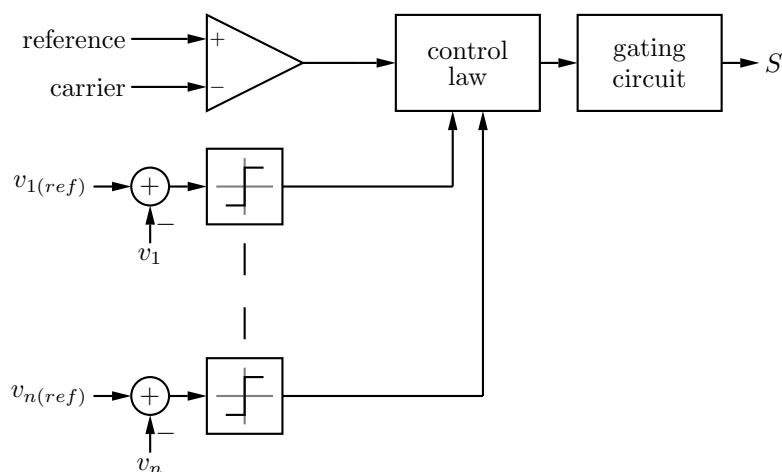 reference
carrier
+
−
control
law
gating
circuit
S
v1(ref)
+
−
v1
vn(ref)
+
−
vn